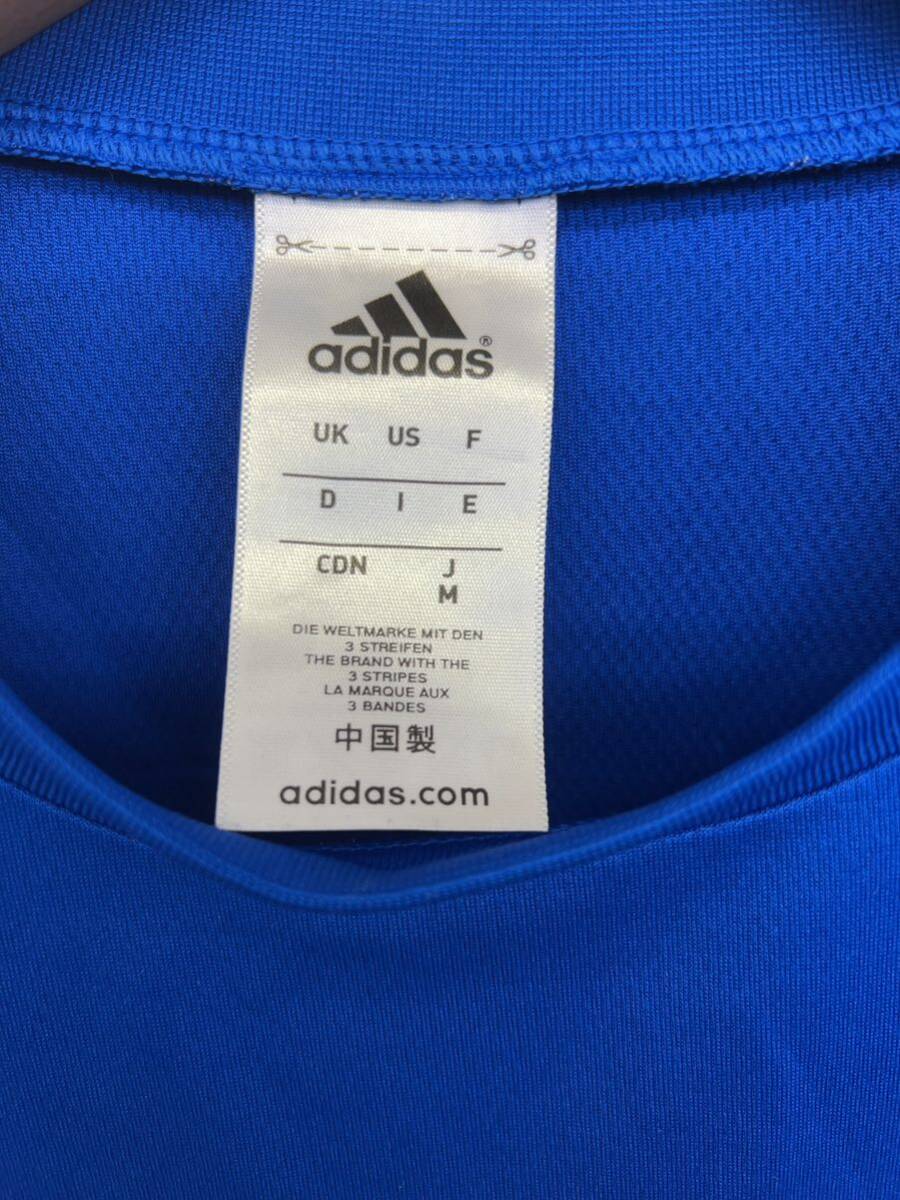 adidas®
UK US F
D I E
CDN J
M
DIE WELTMARKE MIT DEN
3 STREIFEN
THE BRAND WITH THE
3 STRIPES
LA MARQUE AUX
3 BANDES
中国製
adidas.com